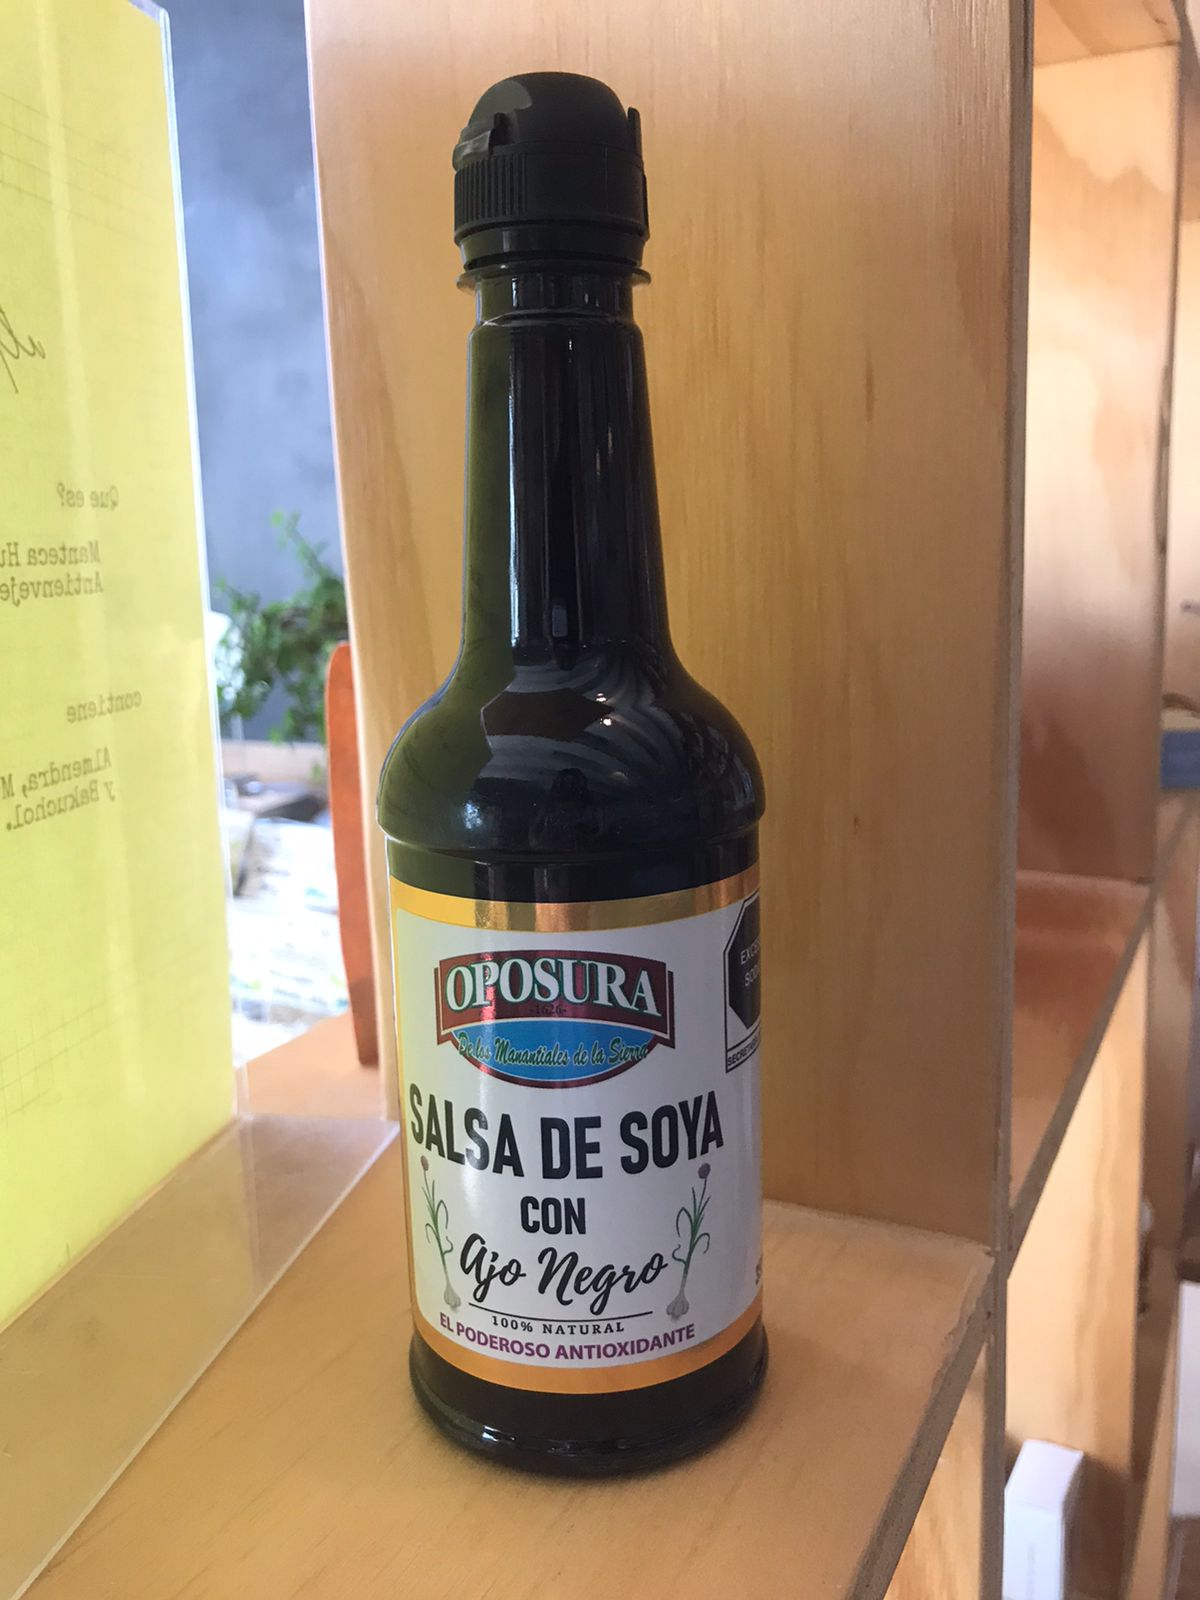 OPOSURA
-1626-
De los Manantiales de la Sierra
SALSA DE SOYA
CON
Ajo Negro
100% NATURAL
EL PODEROSO ANTIOXIDANTE
Que es?
Manteca
contiene
Almendra,
y Bakuchol.